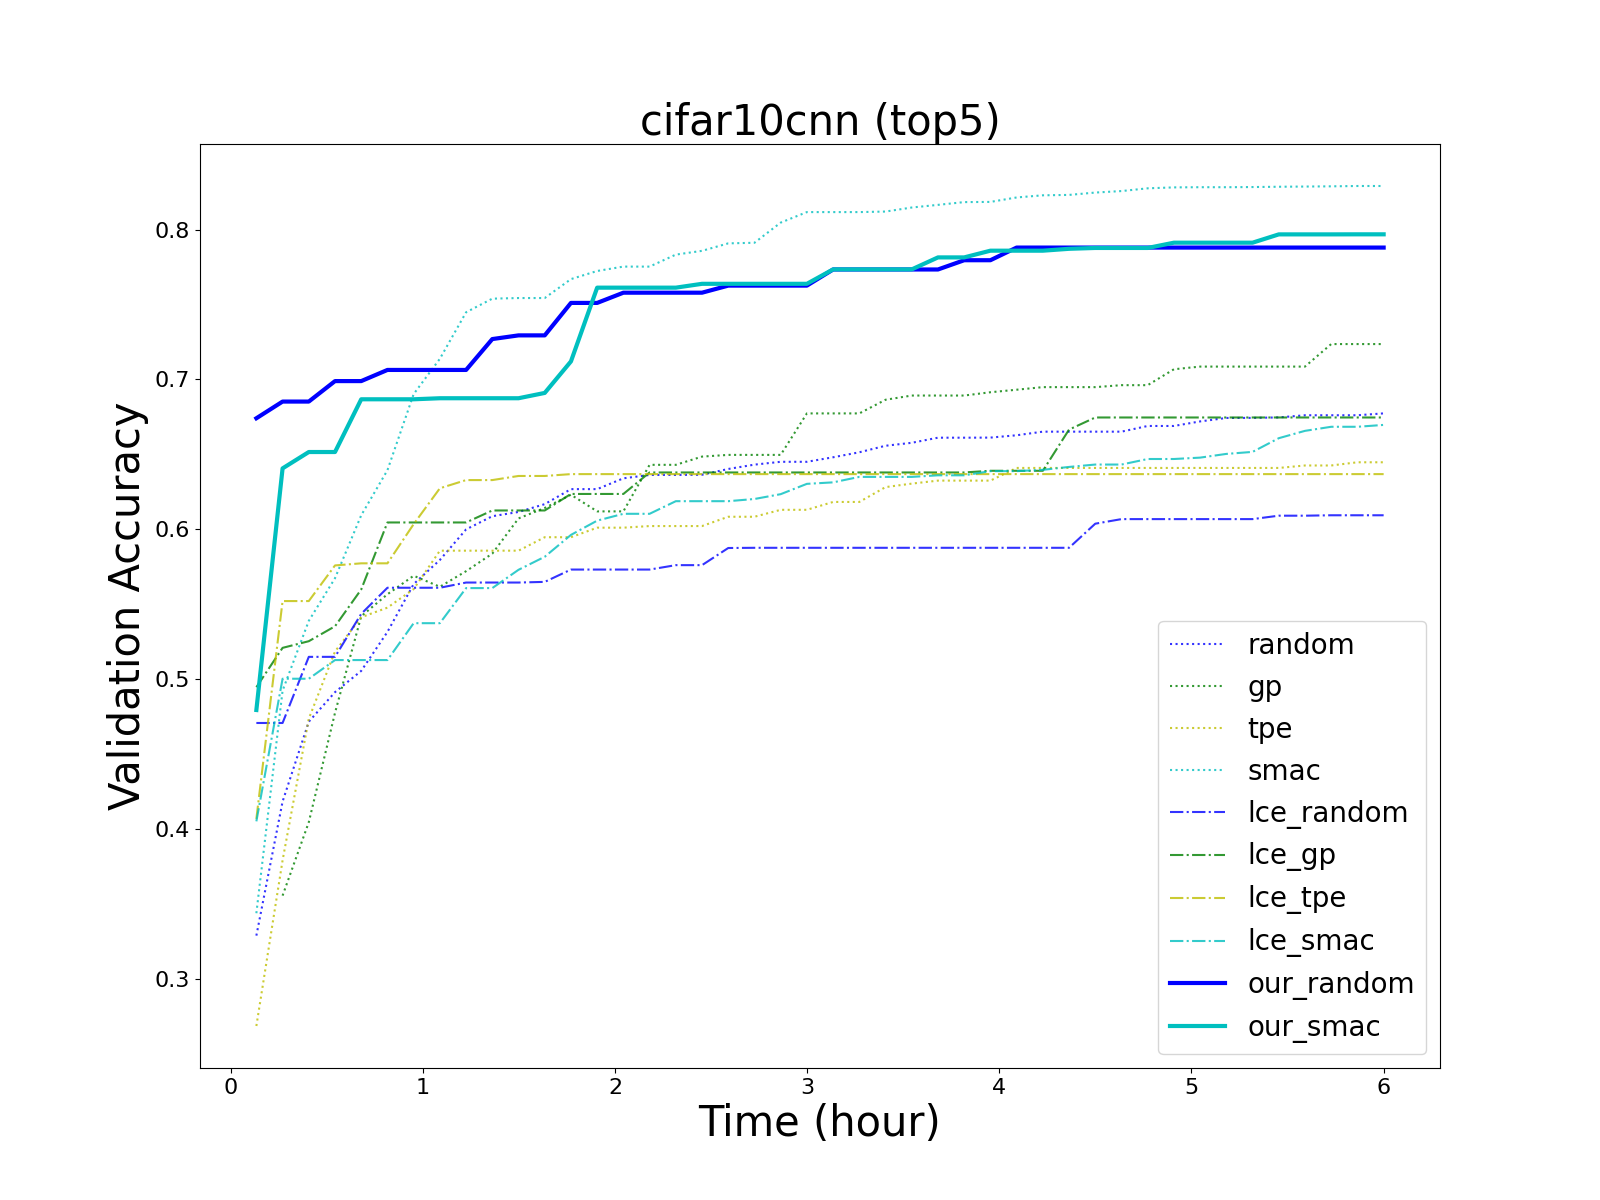 cifar10cnn (top5)
Validation Accuracy
0.8
0.7
0.6
0.5
0.4
0.3
random
gp
tpe
smac
lce_random
lce_gp
lce_tpe
lce_smac
our_random
our_smac
0 1 2 3 4 5 6
Time (hour)